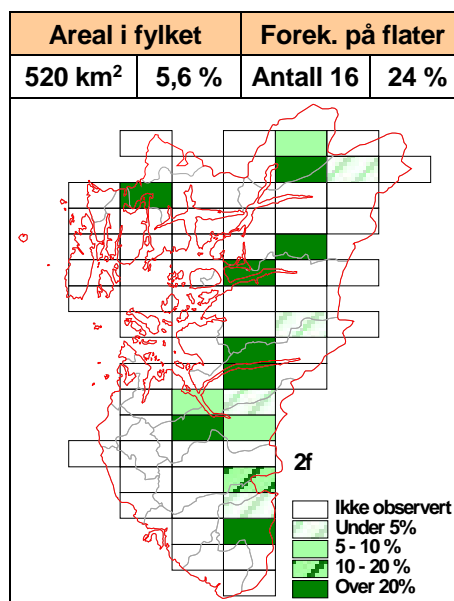 Areal i fylket Forek. på flater
520 km² 5,6 % Antall 16 24 %
2f
Ikke observert
Under 5%
5 - 10 %
10 - 20 %
Over 20%